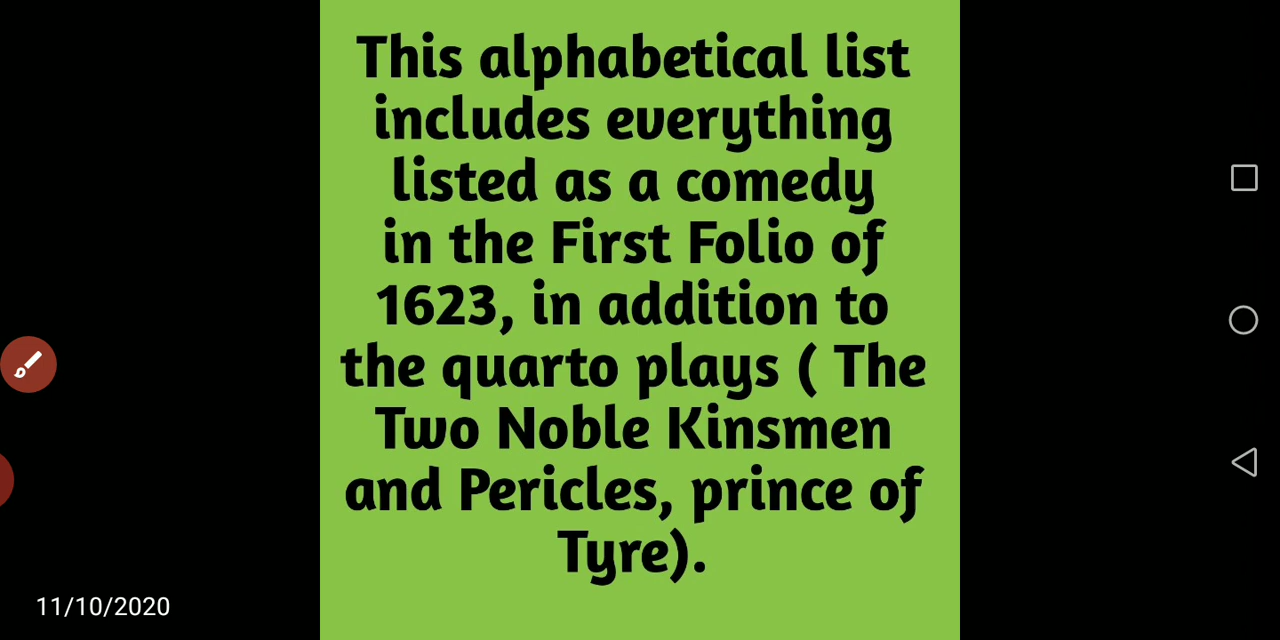 This alphabetical list
includes everything
listed as a comedy
in the First Folio of
1623, in addition to
the quarto plays ( The
Two Noble Kinsmen
and Pericles, prince of
Tyre).
11/10/2020